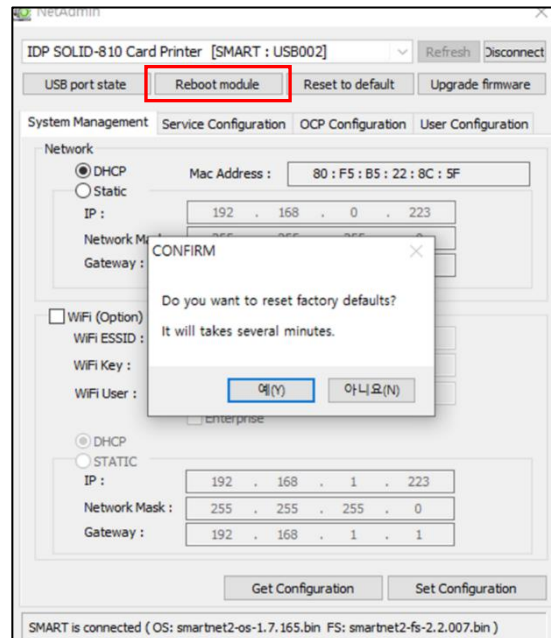 NetAdmin
IDP SOLID-810 Card Printer [SMART : USB002] Refresh Disconnect
USB port state Reboot module Reset to default Upgrade firmware
System Management Service Configuration OCP Configuration User Configuration
Network
DHCP Mac Address : 80 : F5 : B5 : 22 : 8C : 5F
Static
IP : 192 . 168 . 0 . 223
Network
Gateway :
CONFIRM
Do you want to reset factory defaults?
It will takes several minutes.
예(Y) 아니요(N)
WiFi (Option)
WiFi ESSID :
WiFi Key :
WiFi User :
Enterprise
DHCP
STATIC
IP : 192 . 168 . 1 . 223
Network Mask : 255 . 255 . 255 . 0
Gateway : 192 . 168 . 1 . 1
Get Configuration Set Configuration
SMART is connected ( OS: smartnet2-os-1.7.165.bin FS: smartnet2-fs-2.2.007.bin )